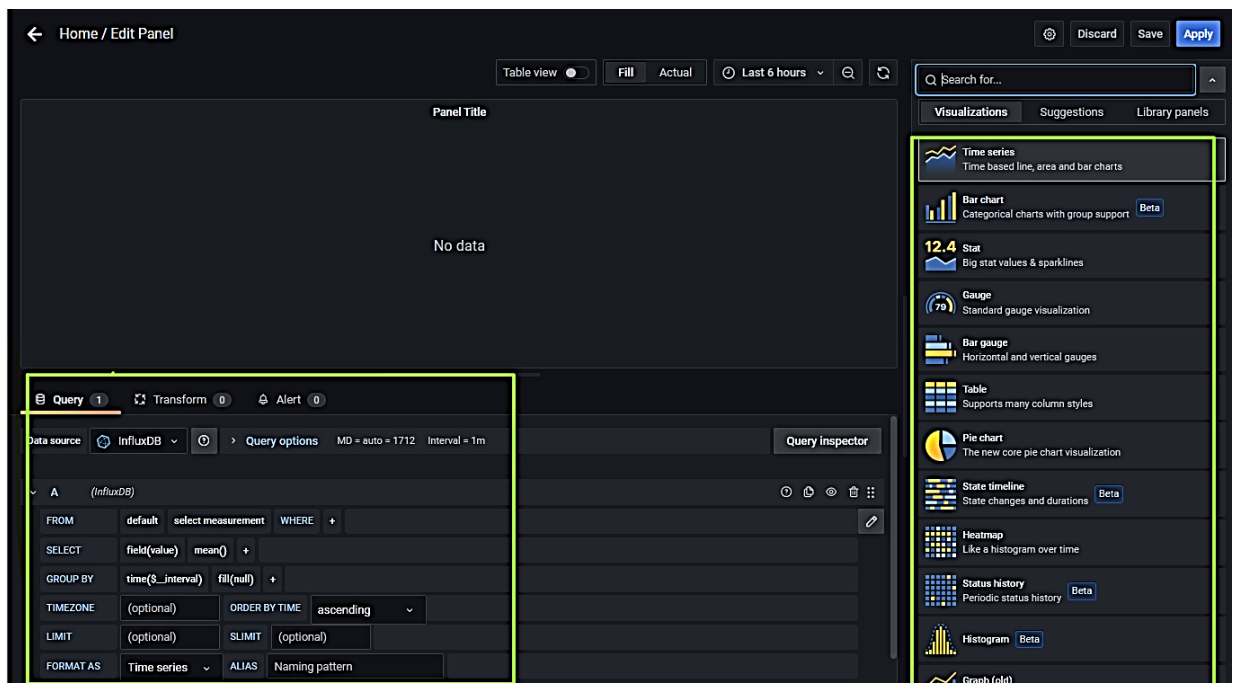 Home / Edit Panel
Discard Save Apply
Table view Fill Actual Last 6 hours
Search for...
Visualizations Suggestions Library panels
Panel Title
No data
Time series
Time based line, area and bar charts
Bar chart
Categorical charts with group support Beta
12.4 Stat
Big stat values & sparklines
79 Gauge
Standard gauge visualization
Bar gauge
Horizontal and vertical gauges
Table
Supports many column styles
Pie chart
The new core pie chart visualization
State timeline
State changes and durations Beta
Heatmap
Like a histogram over time
Status history
Periodic status history Beta
Histogram Beta
Graph (old)
Query 1 Transform 0 Alert 0
Data source InfluxDB Query options MD = auto = 1712 Interval = 1m Query inspector
A (InfluxDB)
FROM default select measurement WHERE +
SELECT field(value) mean() +
GROUP BY time($__interval) fill(null) +
TIMEZONE (optional) ORDER BY TIME ascending
LIMIT (optional) SLIMIT (optional)
FORMAT AS Time series ALIAS Naming pattern